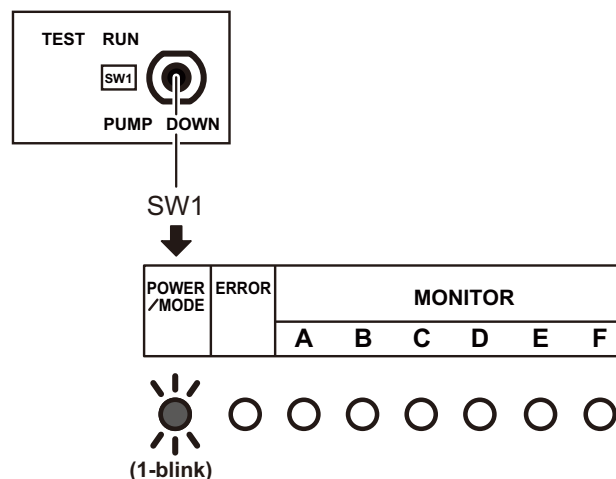 TEST RUN
SW1
PUMP DOWN
SW1
POWER
/MODE
ERROR
MONITOR
A B C D E F
(1-blink)